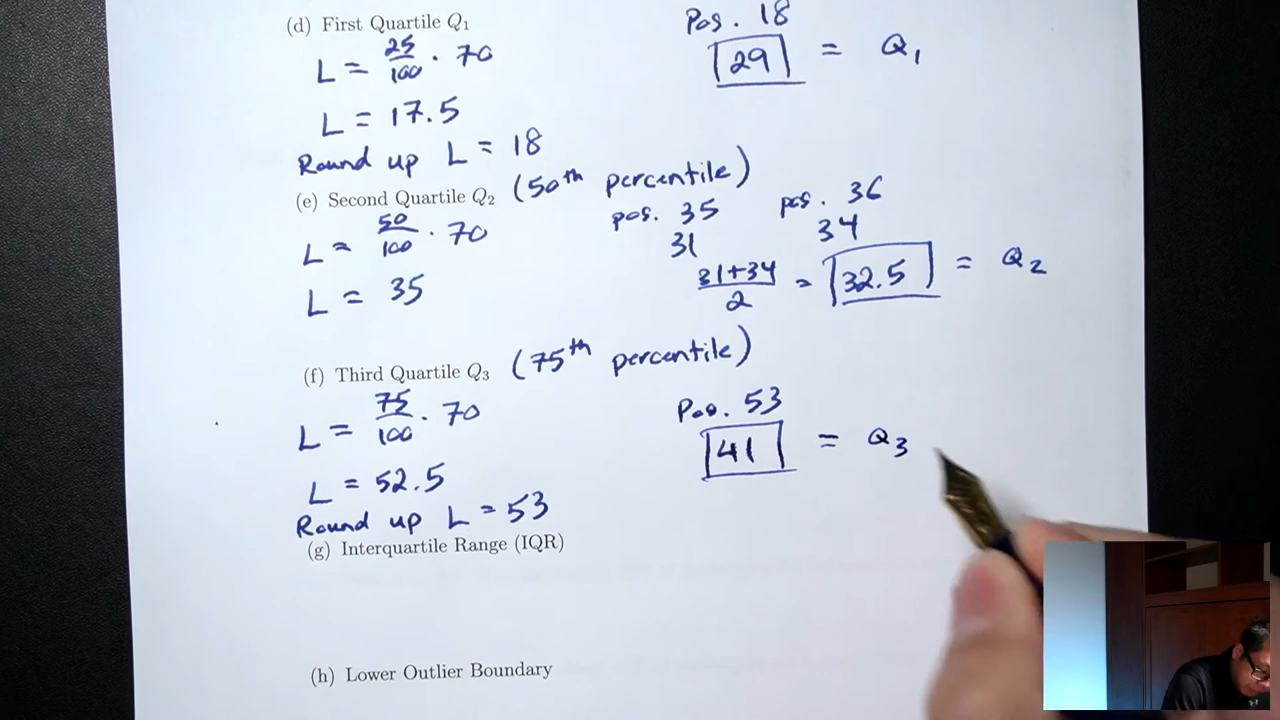 (d) First Quartile Q₁
L = 25/100 · 70
L = 17.5
Round up L = 18
Pos. 18
29 = Q₁
(e) Second Quartile Q₂ (50th percentile)
L = 50/100 · 70
L = 35
pos. 35 pos. 36
31 34
31+34/2 = 32.5 = Q₂
(f) Third Quartile Q₃ (75th percentile)
L = 75/100 · 70
L = 52.5
Round up L = 53
Pos. 53
41 = Q₃
(g) Interquartile Range (IQR)
(h) Lower Outlier Boundary